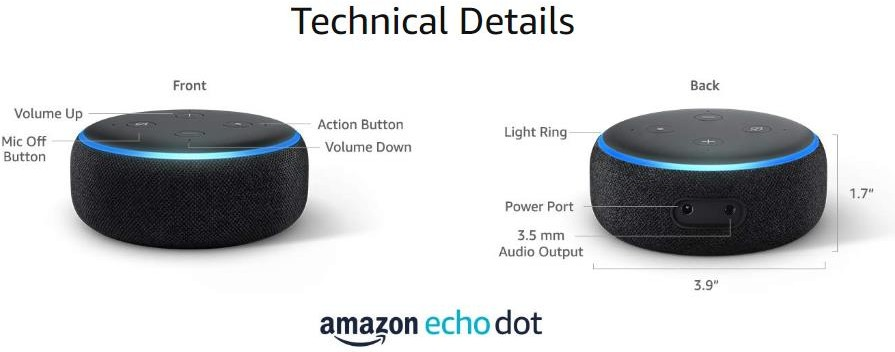 Technical Details
Front
Volume Up
Mic Off
Button
Action Button
Volume Down
Back
Light Ring
Power Port
3.5 mm
Audio Output
1.7"
3.9"
amazon echo dot